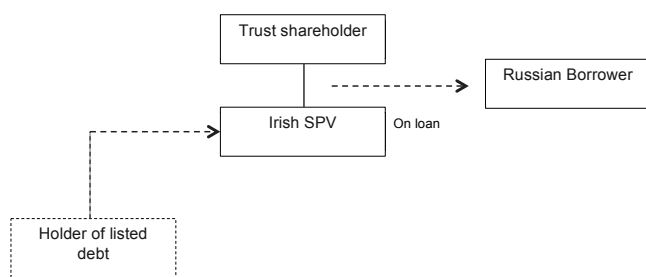 Trust shareholder
Russian Borrower
Irish SPV
On loan
Holder of listed
debt